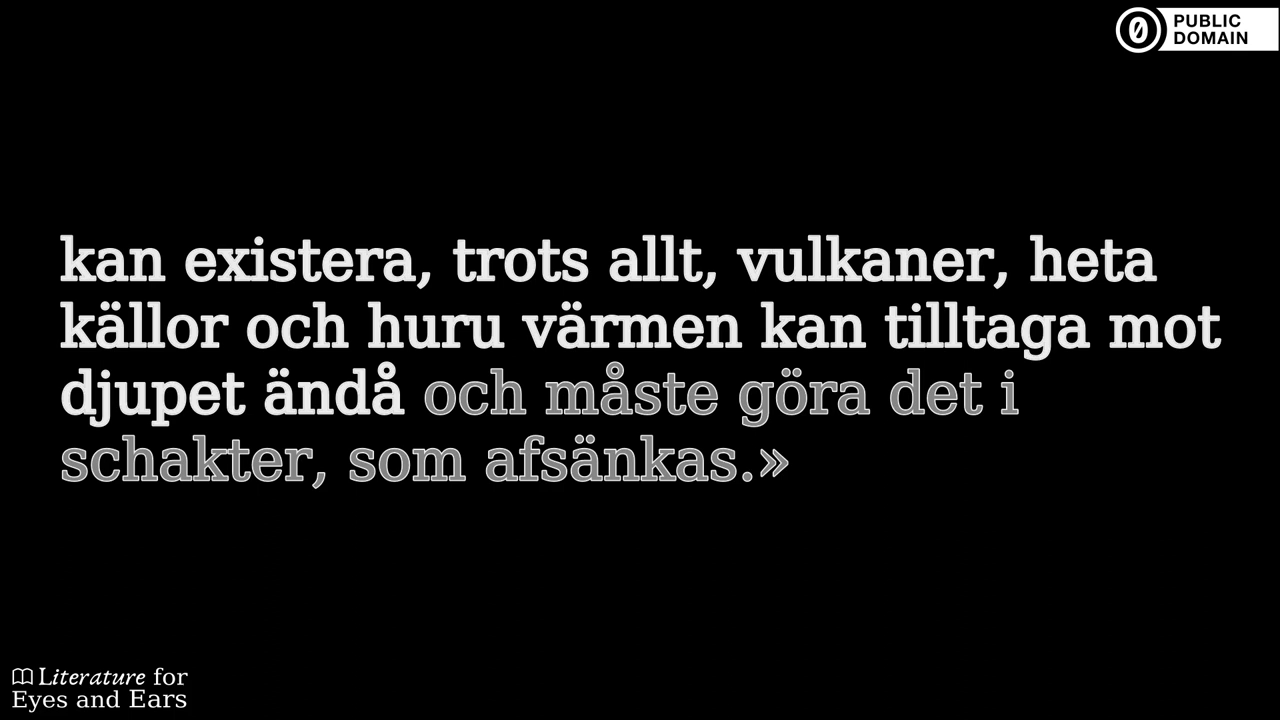 PUBLIC
DOMAIN
kan existera, trots allt, vulkaner, heta
källor och huru värmen kan tilltaga mot
djupet ändå och måste göra det i
schakter, som afsänkas.»
Literature for
Eyes and Ears